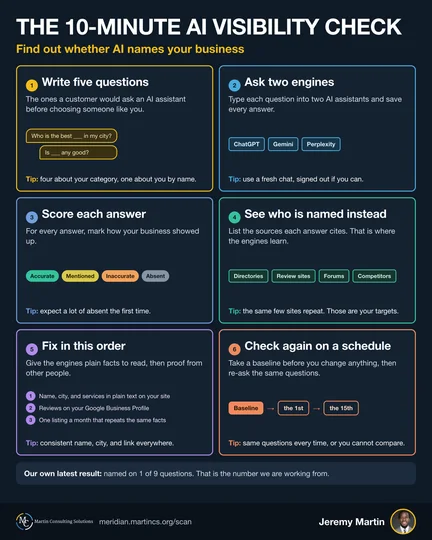 THE 10-MINUTE AI VISIBILITY CHECK
Find out whether AI names your business
1 Write five questions
The ones a customer would ask an AI assistant
before choosing someone like you.
Who is the best ___ in my city?
Is ___ any good?
Tip: four about your category, one about you by name.
2 Ask two engines
Type each question into two AI assistants and save
every answer.
ChatGPT Gemini Perplexity
Tip: use a fresh chat, signed out if you can.
3 Score each answer
For every answer, mark how your business showed
up.
Accurate Mentioned Inaccurate Absent
Tip: expect a lot of absent the first time.
4 See who is named instead
List the sources each answer cites. That is where
the engines learn.
Directories Review sites Forums Competitors
Tip: the same few sites repeat. Those are your targets.
5 Fix in this order
Give the engines plain facts to read, then proof from
other people.
1 Name, city, and services in plain text on your site
2 Reviews on your Google Business Profile
3 One listing a month that repeats the same facts
Tip: consistent name, city, and link everywhere.
6 Check again on a schedule
Take a baseline before you change anything, then
re-ask the same questions.
Baseline → the 1st → the 15th
Tip: same questions every time, or you cannot compare.
Our own latest result: named on 1 of 9 questions. That is the number we are working from.
MC Martin Consulting Solutions meridian.martincs.org/scan
Jeremy Martin